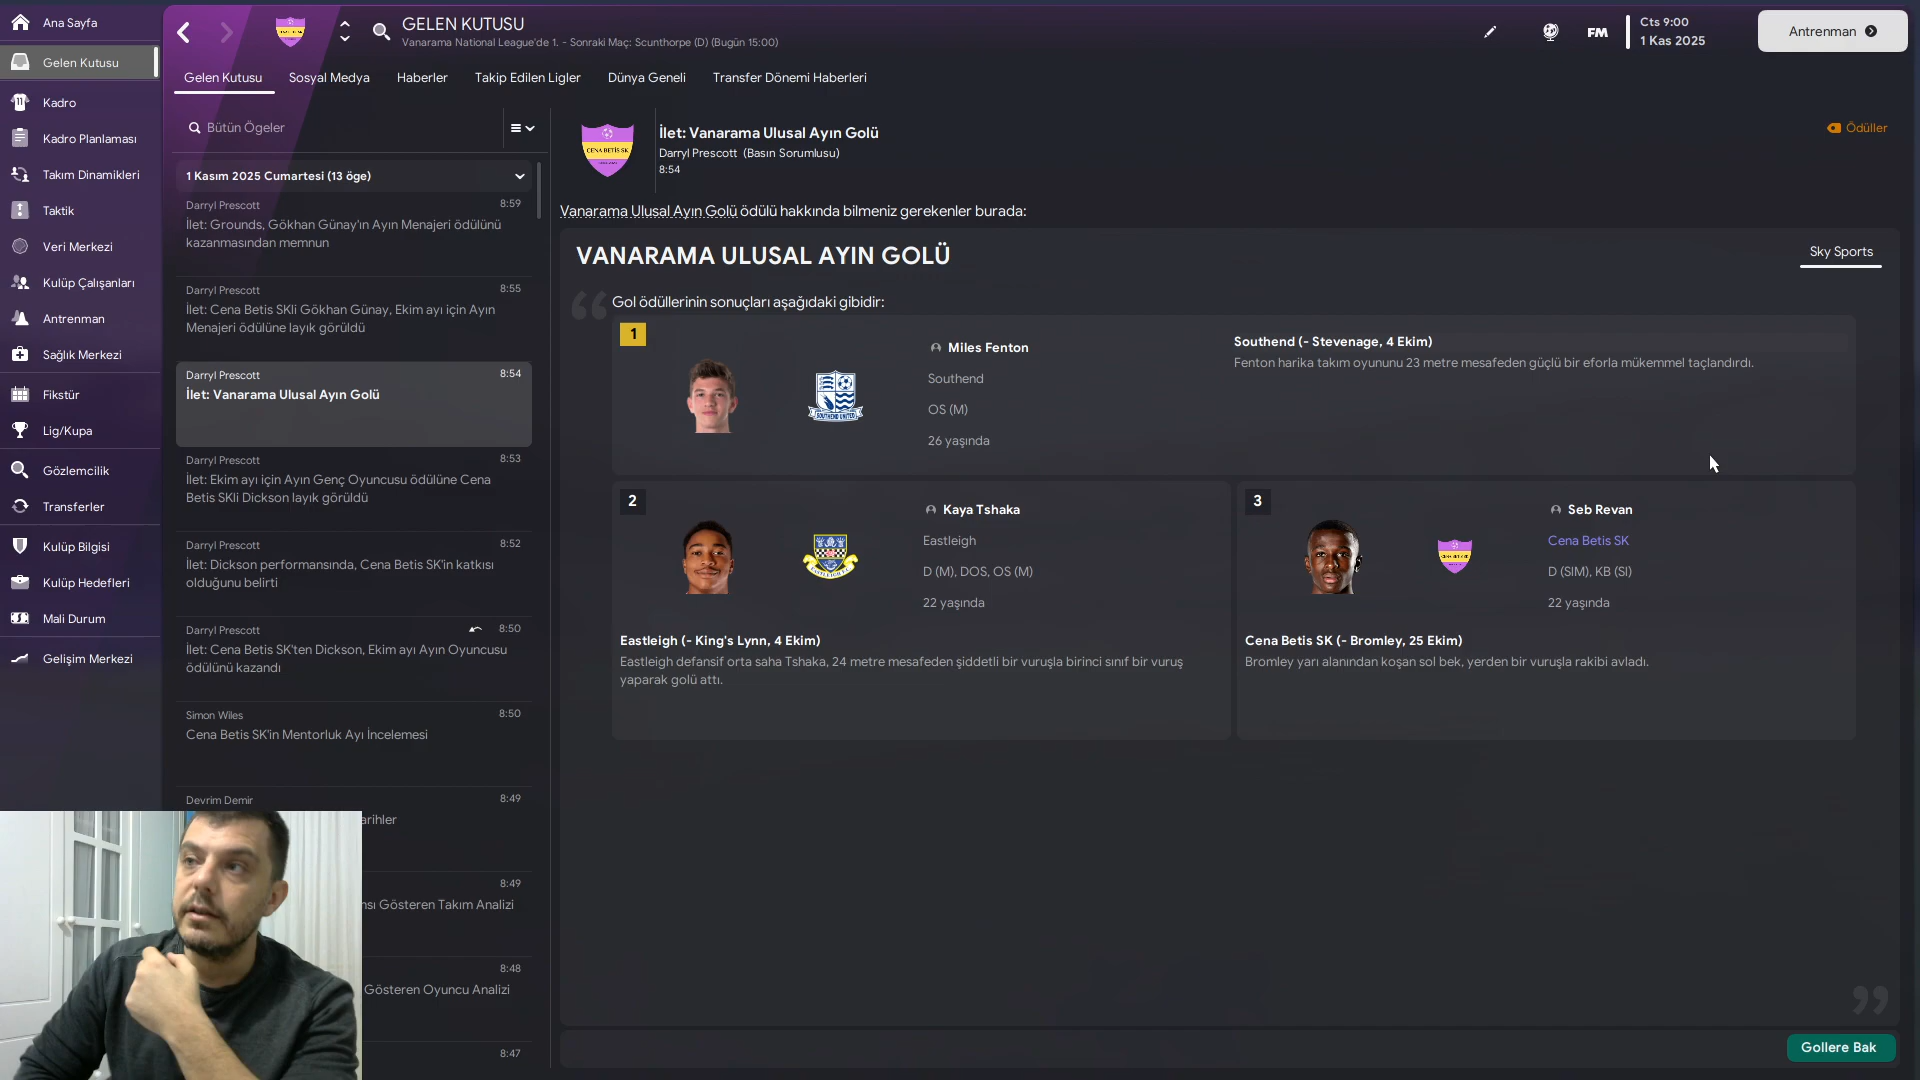 Ana Sayfa
Gelen Kutusu
Kadro
Kadro Planlaması
Takım Dinamikleri
Taktik
Veri Merkezi
Kulüp Çalışanları
Antrenman
Sağlık Merkezi
Fikstür
Lig/Kupa
Gözlemcilik
Transferler
Kulüp Bilgisi
Kulüp Hedefleri
Mali Durum
Gelişim Merkezi
GELEN KUTUSU
Vanarama National League'de 1. - Sonraki Maç: Scunthorpe (D) (Bugün 15:00)
FM
Cts 9:00
1 Kas 2025
Antrenman
Gelen Kutusu
Sosyal Medya
Haberler
Takip Edilen Ligler
Dünya Geneli
Transfer Dönemi Haberleri
Bütün Ögeler
1 Kasım 2025 Cumartesi (13 öge)
Darryl Prescott 8:59
İlet: Grounds, Gökhan Günay'ın Ayın Menajeri ödülünü
kazanmasından memnun
Darryl Prescott 8:55
İlet: Cena Betis SKli Gökhan Günay, Ekim ayı için Ayın
Menajeri ödülüne layık görüldü
Darryl Prescott 8:54
İlet: Vanarama Ulusal Ayın Golü
Darryl Prescott 8:53
İlet: Ekim ayı için Ayın Genç Oyuncusu ödülüne Cena
Betis SKli Dickson layık görüldü
Darryl Prescott 8:52
İlet: Dickson performansında, Cena Betis SK'in katkısı
olduğunu belirti
Darryl Prescott 8:50
İlet: Cena Betis SK'ten Dickson, Ekim ayı Ayın Oyuncusu
ödülünü kazandı
Simon Wiles 8:50
Cena Betis SK'in Mentorluk Ayı İncelemesi
Devrim Demir 8:49
arihler
8:49
nsı Gösteren Takım Analizi
8:48
Gösteren Oyuncu Analizi
8:47
CENA BETİS SK
İlet: Vanarama Ulusal Ayın Golü
Darryl Prescott (Basın Sorumlusu)
8:54
Ödüller
Vanarama Ulusal Ayın Golü ödülü hakkında bilmeniz gerekenler burada:
VANARAMA ULUSAL AYIN GOLÜ
Sky Sports
Gol ödüllerinin sonuçları aşağıdaki gibidir:
1
Miles Fenton
Southend
OS (M)
26 yaşında
Southend (- Stevenage, 4 Ekim)
Fenton harika takım oyununu 23 metre mesafeden güçlü bir eforla mükemmel taçlandırdı.
2
Kaya Tshaka
Eastleigh
D (M), DOS, OS (M)
22 yaşında
Eastleigh (- King's Lynn, 4 Ekim)
Eastleigh defansif orta saha Tshaka, 24 metre mesafeden şiddetli bir vuruşla birinci sınıf bir vuruş
yaparak golü attı.
3
Seb Revan
Cena Betis SK
D (SIM), KB (SI)
22 yaşında
Cena Betis SK (- Bromley, 25 Ekim)
Bromley yarı alanından koşan sol bek, yerden bir vuruşla rakibi avladı.
Gollere Bak